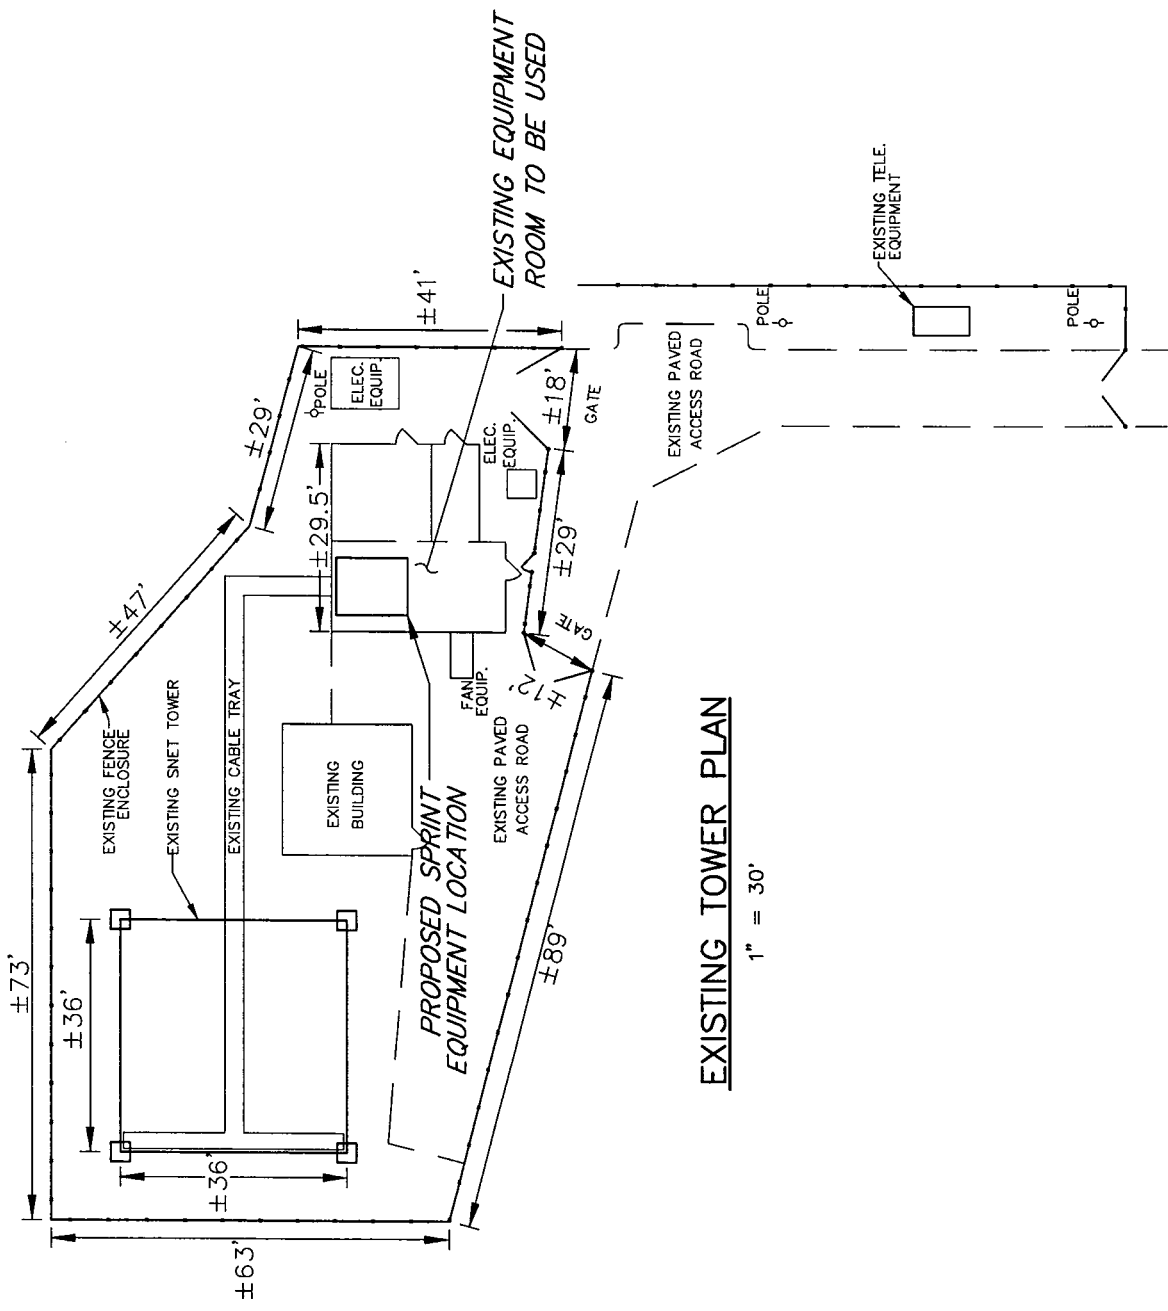 ±73'
±36'
±36'
±63'
±47'
EXISTING FENCE
ENCLOSURE
EXISTING SNET TOWER
EXISTING CABLE TRAY
±29'
POLE
ELEC.
EQUIP.
±41'
EXISTING EQUIPMENT
ROOM TO BE USED
±29.5'
EXISTING
BUILDING
FAN
EQUIP.
ELEC.
EQUIP.
±18'
GATE
±29'
GATE
±12'
EXISTING PAVED
ACCESS ROAD
PROPOSED SPRINT
EQUIPMENT LOCATION
±89'
EXISTING PAVED
ACCESS ROAD
POLE
EXISTING TELE.
EQUIPMENT
POLE
EXISTING TOWER PLAN
1" = 30'